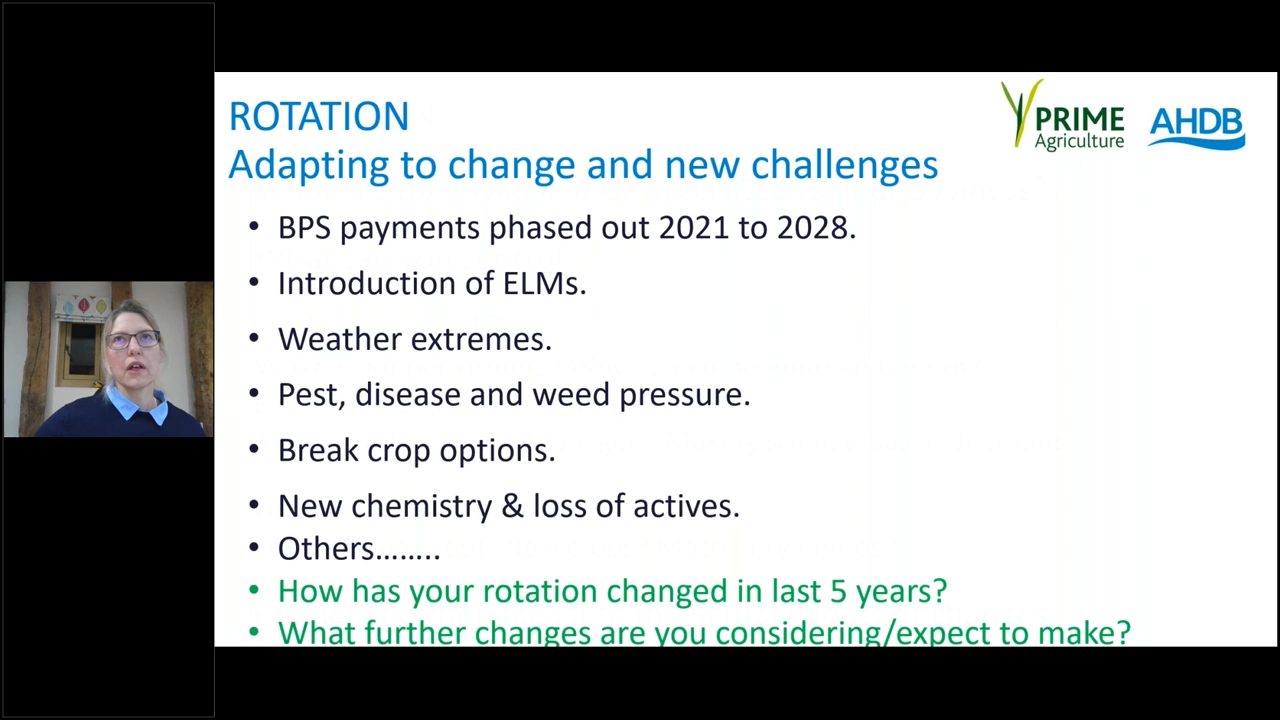 ROTATION
Adapting to change and new challenges
PRIME
Agriculture
AHDB
• BPS payments phased out 2021 to 2028.
• Introduction of ELMs.
• Weather extremes.
• Pest, disease and weed pressure.
• Break crop options.
• New chemistry & loss of actives.
• Others……..
• How has your rotation changed in last 5 years?
• What further changes are you considering/expect to make?